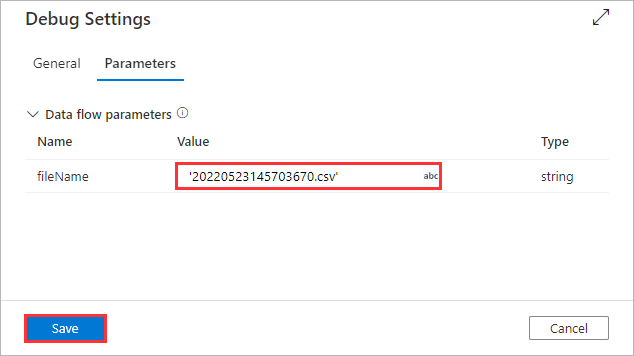 Debug Settings
General Parameters
Data flow parameters
Name Value Type
fileName '20220523145703670.csv' abc string
Save Cancel